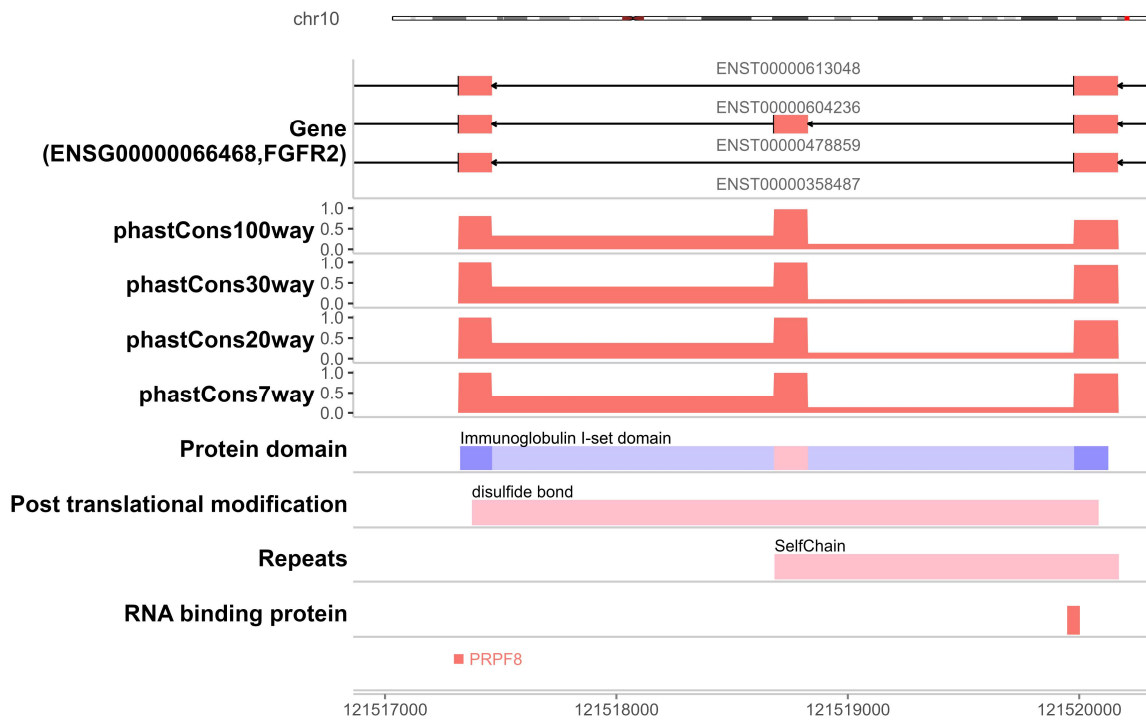 chr10
ENST00000613048
ENST00000604236
Gene
(ENSG00000066468,FGFR2)
ENST00000478859
ENST00000358487
phastCons100way
1.0
0.5
0.0
phastCons30way
1.0
0.5
0.0
phastCons20way
1.0
0.5
0.0
phastCons7way
1.0
0.5
0.0
Protein domain
Immunoglobulin I-set domain
Post translational modification
disulfide bond
Repeats
SelfChain
RNA binding protein
PRPF8
121517000 121518000 121519000 121520000